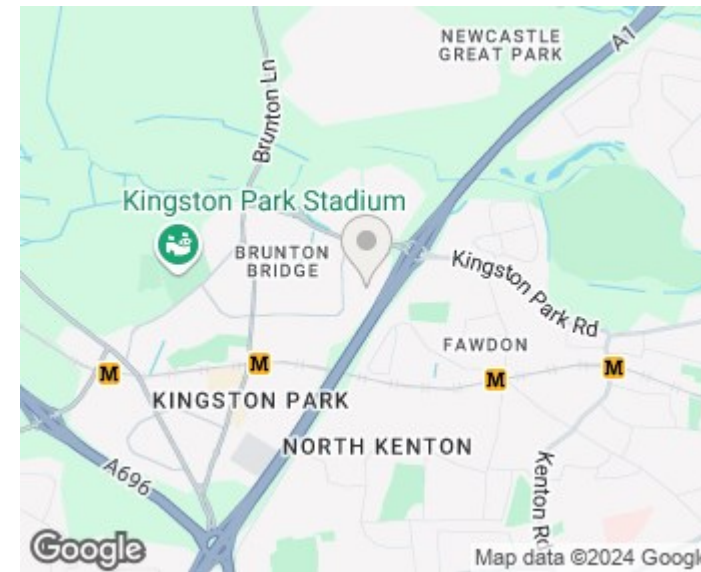 NEWCASTLE
GREAT PARK
A1
Brunton Ln
Kingston Park Stadium
BRUNTON
BRIDGE
Kingston Park Rd
FAWDON
M
M
M
M
KINGSTON PARK
NORTH KENTON
A696
Kenton Rd
Google
Map data ©2024 Google